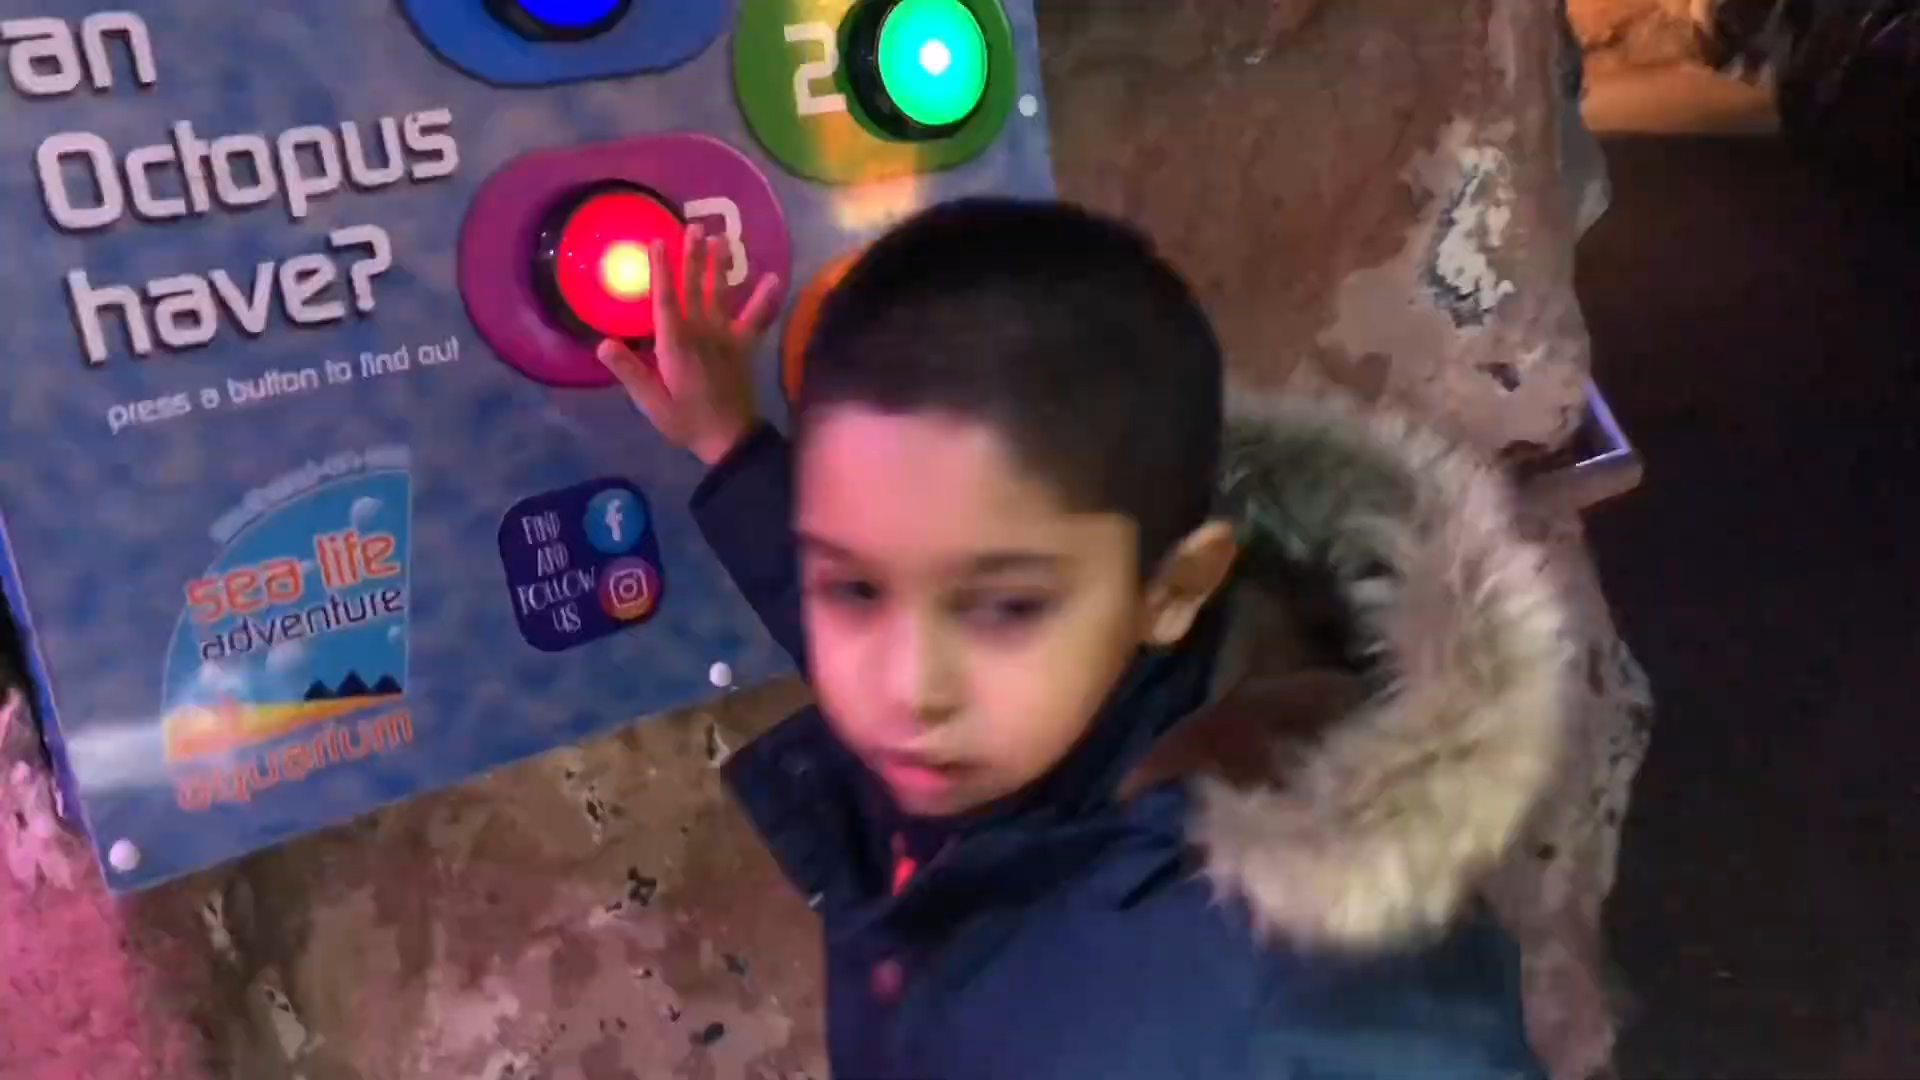 an
Octopus
have?
press a button to find out
2
3
sea life
adventure
aquarium
FIND
AND
FOLLOW
US